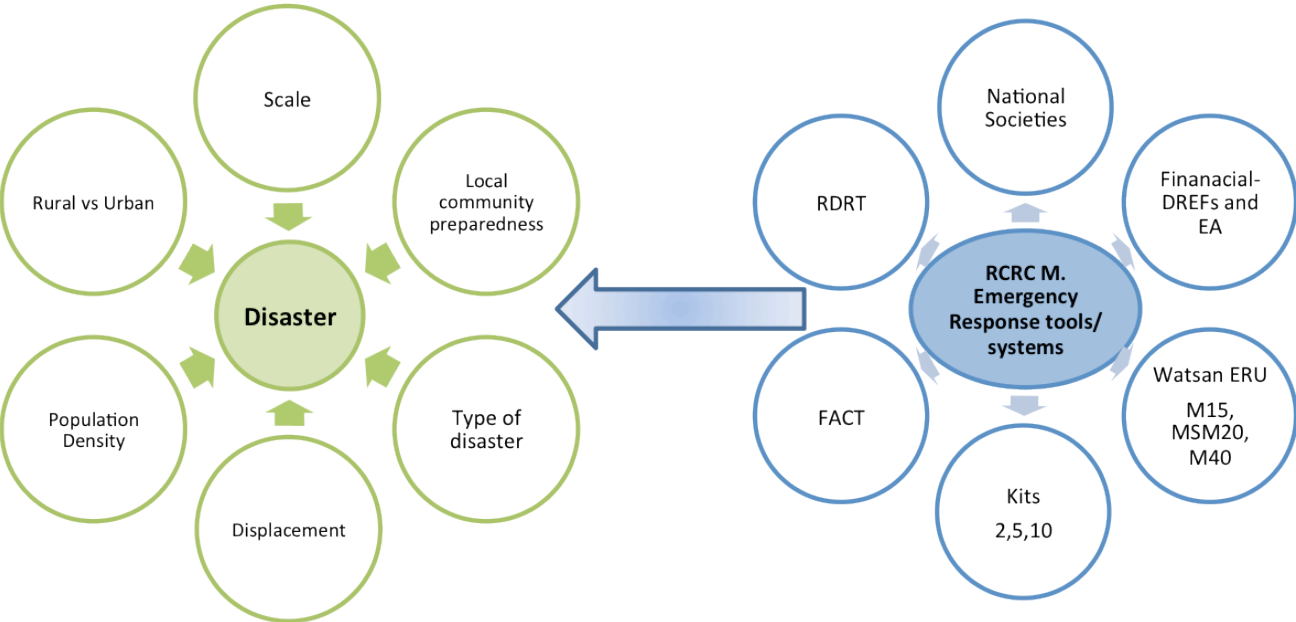 Scale
Local
community
preparedness
Type of
disaster
Displacement
Population
Density
Rural vs Urban
Disaster
National
Societies
Finanacial-
DREFs and
EA
Watsan ERU
M15,
MSM20,
M40
Kits
2,5,10
FACT
RDRT
RCRC M.
Emergency
Response tools/
systems